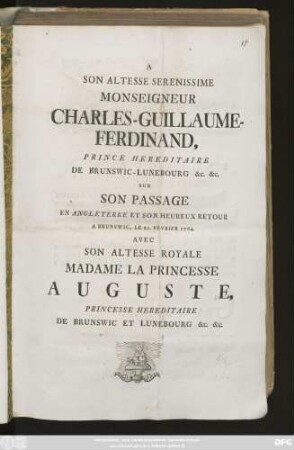 A
SON ALTESSE SERENISSIME
MONSEIGNEUR
CHARLES-GUILLAUME-
FERDINAND,
PRINCE HEREDITAIRE
DE BRUNSWIC-LUNEBOURG &c. &c.
SUR
SON PASSAGE
EN ANGLETERRE ET SON HEUREUX RETOUR
A BRUNSWIC, LE 21. FEVRIER 1764
AVEC
SON ALTESSE ROYALE
MADAME LA PRINCESSE
AUGUSTE,
PRINCESSE HEREDITAIRE
DE BRUNSWIC ET LUNEBOURG &c. &c.